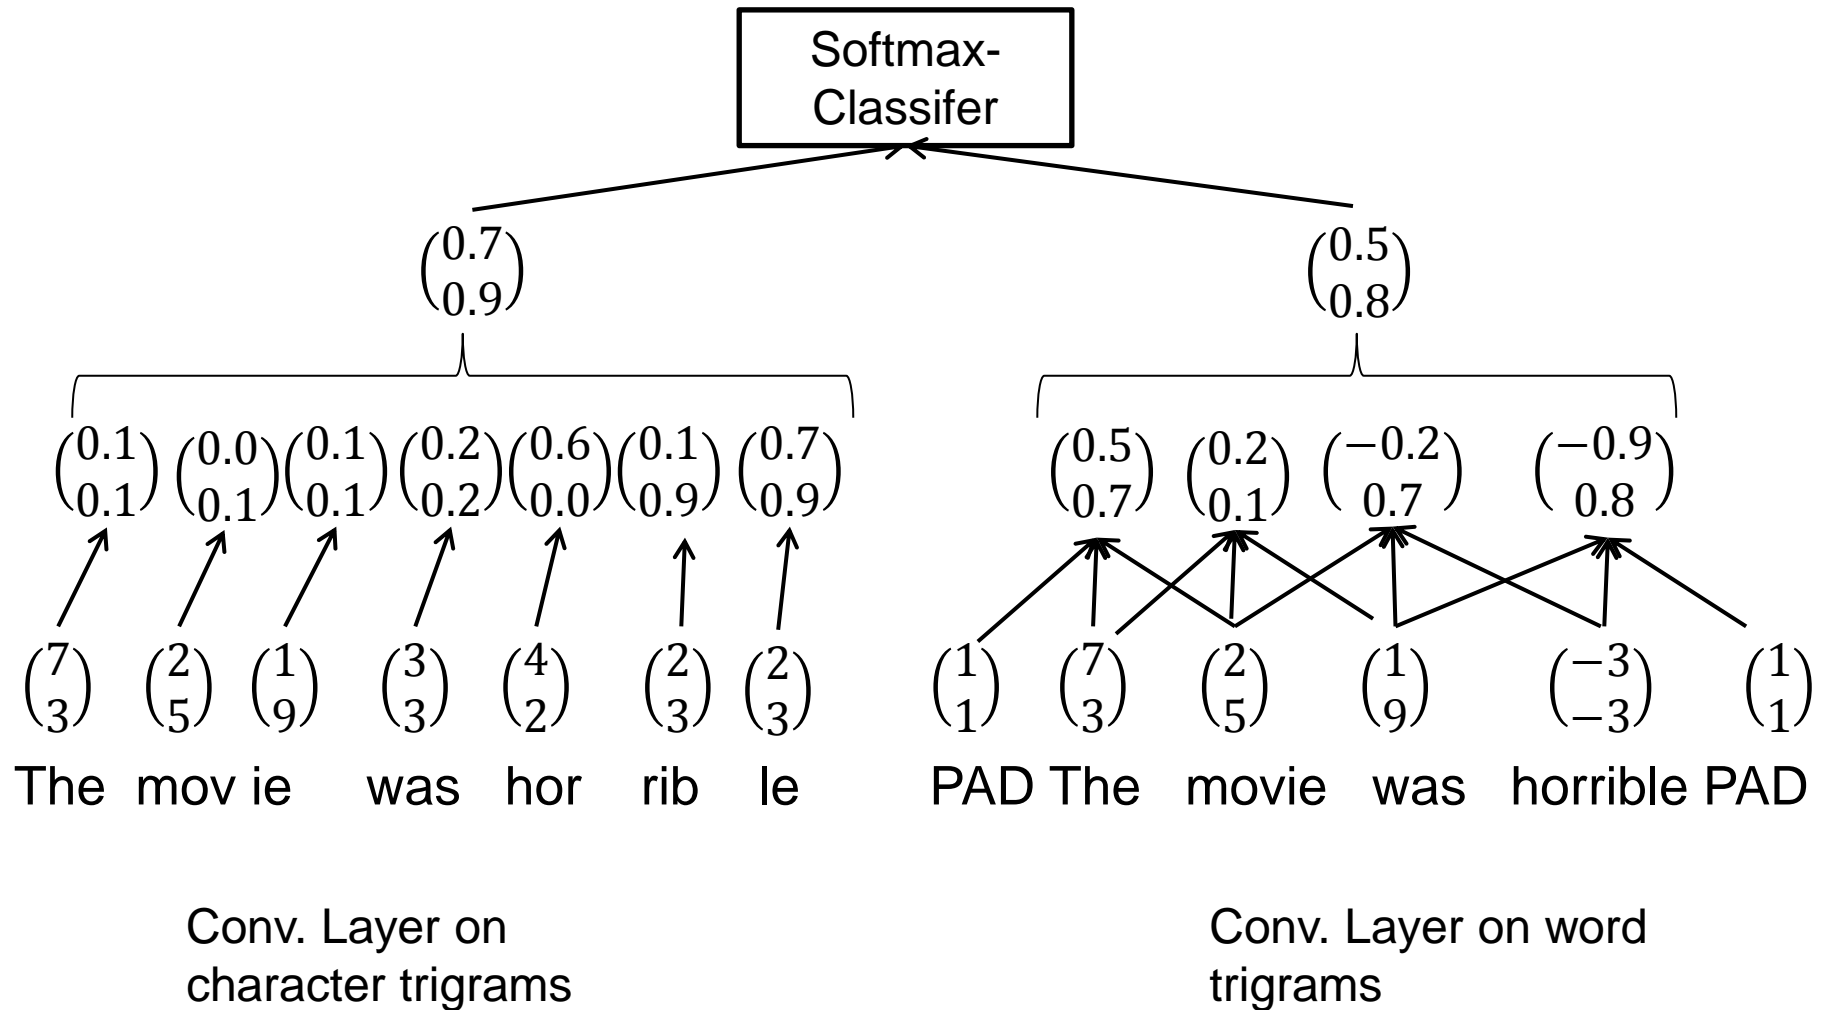 Softmax-
Classifer
0.7
0.9
0.5
0.8
0.1 0.0 0.1 0.2 0.6 0.1 0.7
0.1 0.1 0.1 0.2 0.0 0.9 0.9
0.5 0.2 −0.2 −0.9
0.7 0.1 0.7 0.8
7 2 1 3 4 2 2
3 5 9 3 2 3 3
1 7 2 1 −3 1
1 3 5 9 −3 1
The mov ie was hor rib le
PAD The movie was horrible PAD
Conv. Layer on
character trigrams
Conv. Layer on word
trigrams